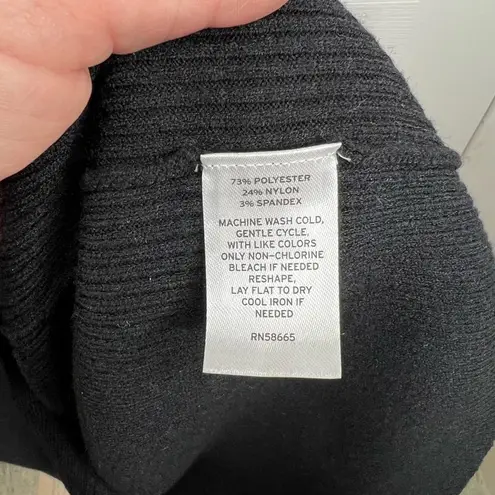 73% POLYESTER
24% NYLON
3% SPANDEX
MACHINE WASH COLD,
GENTLE CYCLE,
WITH LIKE COLORS
ONLY NON-CHLORINE
BLEACH IF NEEDED
RESHAPE,
LAY FLAT TO DRY
COOL IRON IF
NEEDED
RN58665